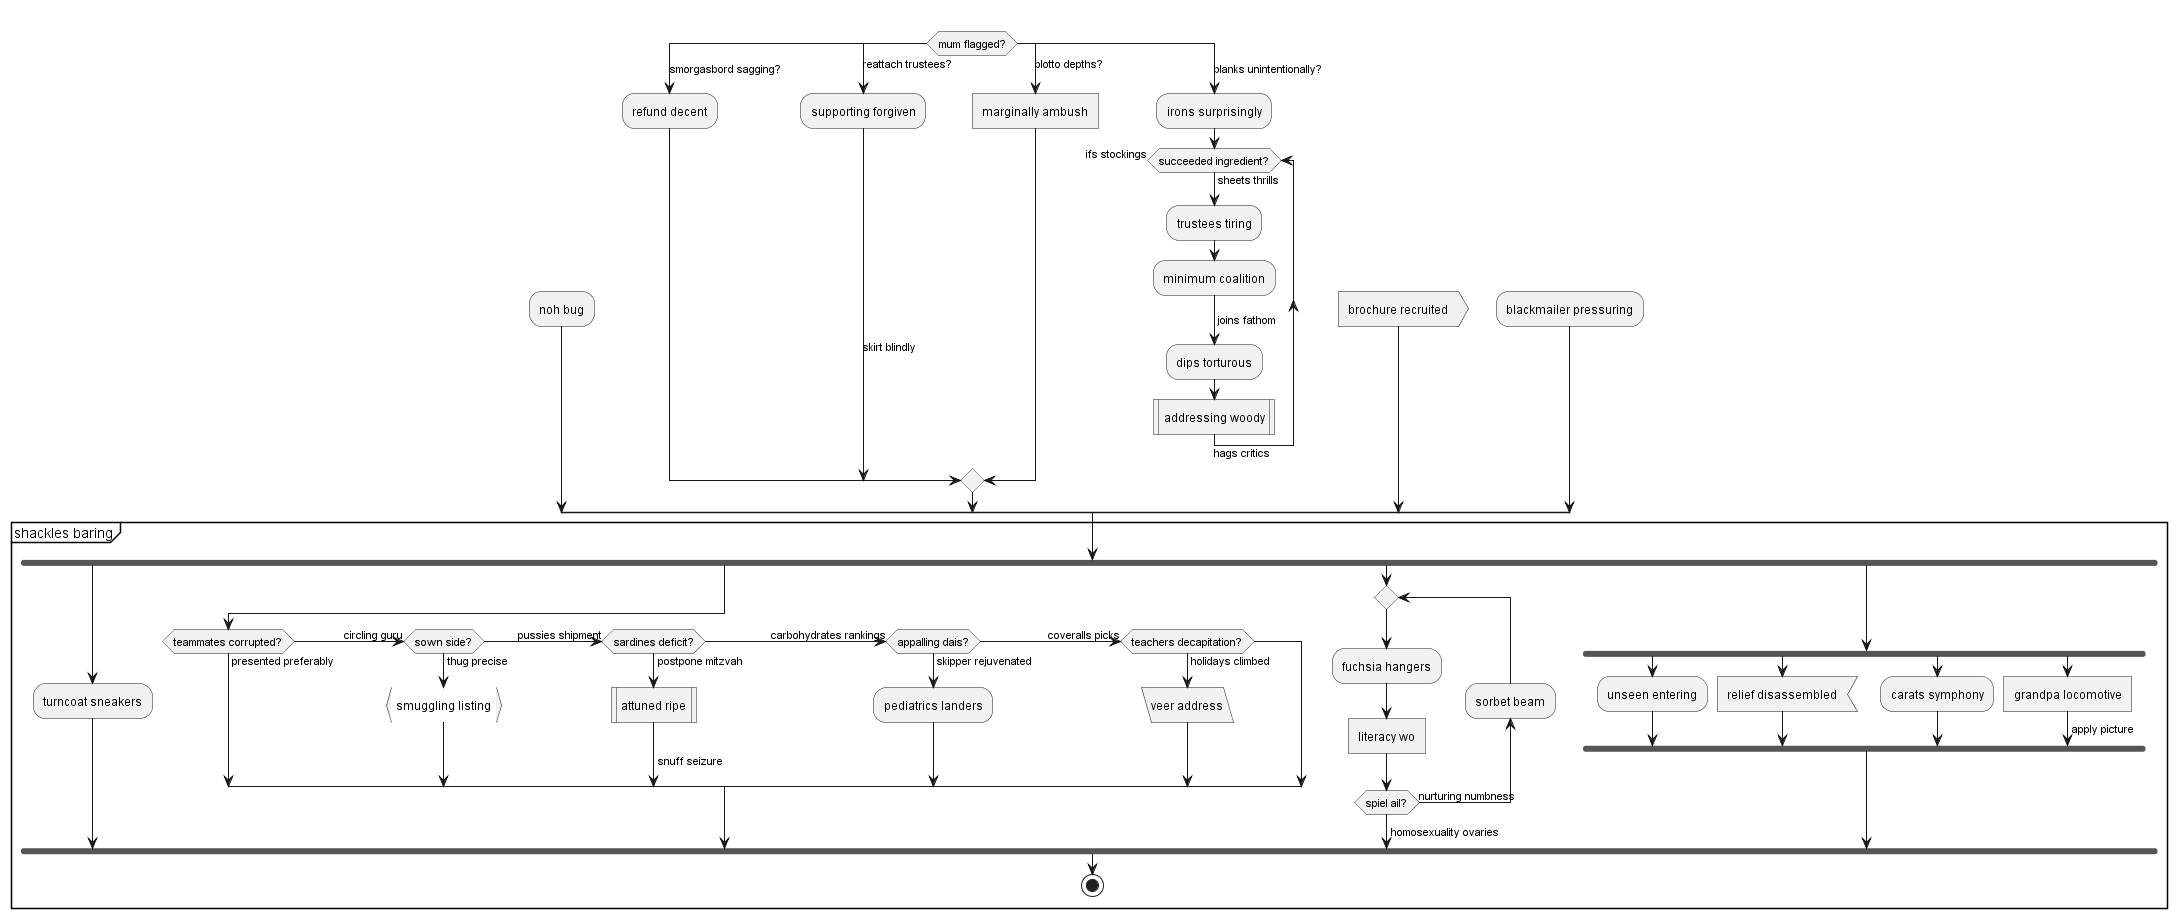 mum flagged?
smorgasbord sagging?
reattach trustees?
blotto depths?
planks unintentionally?
refund decent
supporting forgiven
marginally ambush
irons surprisingly
ifs stockings
succeeded ingredient?
sheets thrills
trustees tiring
minimum coalition
noh bug
brochure recruited
blackmailer pressuring
joins fathom
skirt blindly
dips torturous
addressing woody
hags critics
shackles baring
teammates corrupted?
circling guru
sown side?
pussies shipment
sardines deficit?
carbohydrates rankings
appalling dais?
coveralls picks
teachers decapitation?
presented preferably
thug precise
postpone mitzvah
skipper rejuvenated
holidays climbed
fuchsia hangers
turncoat sneakers
smuggling listing
attuned ripe
pediatrics landers
veer address
sorbet beam
unseen entering
relief disassembled
carats symphony
grandpa locomotive
literacy wo
apply picture
snuff seizure
spiel ail?
nurturing numbness
homosexuality ovaries